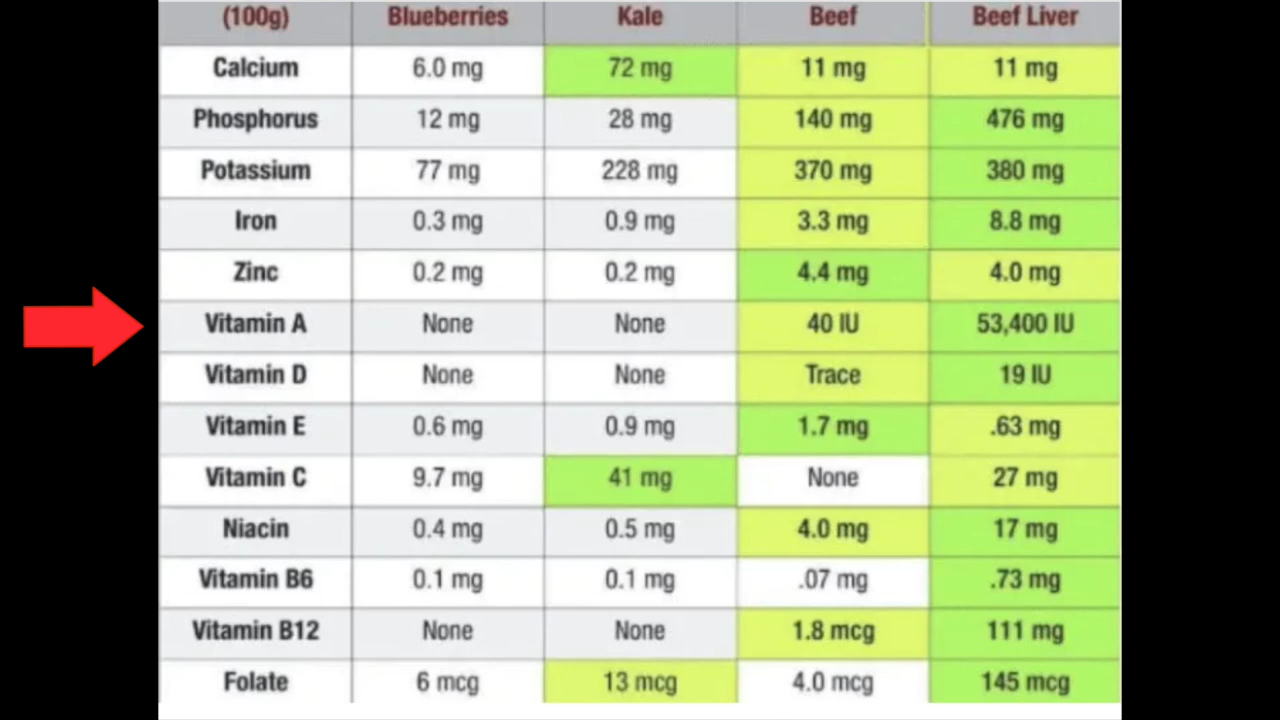 (100g) Blueberries Kale Beef Beef Liver
Calcium 6.0 mg 72 mg 11 mg 11 mg
Phosphorus 12 mg 28 mg 140 mg 476 mg
Potassium 77 mg 228 mg 370 mg 380 mg
Iron 0.3 mg 0.9 mg 3.3 mg 8.8 mg
Zinc 0.2 mg 0.2 mg 4.4 mg 4.0 mg
Vitamin A None None 40 IU 53,400 IU
Vitamin D None None Trace 19 IU
Vitamin E 0.6 mg 0.9 mg 1.7 mg .63 mg
Vitamin C 9.7 mg 41 mg None 27 mg
Niacin 0.4 mg 0.5 mg 4.0 mg 17 mg
Vitamin B6 0.1 mg 0.1 mg .07 mg .73 mg
Vitamin B12 None None 1.8 mcg 111 mg
Folate 6 mcg 13 mcg 4.0 mcg 145 mcg